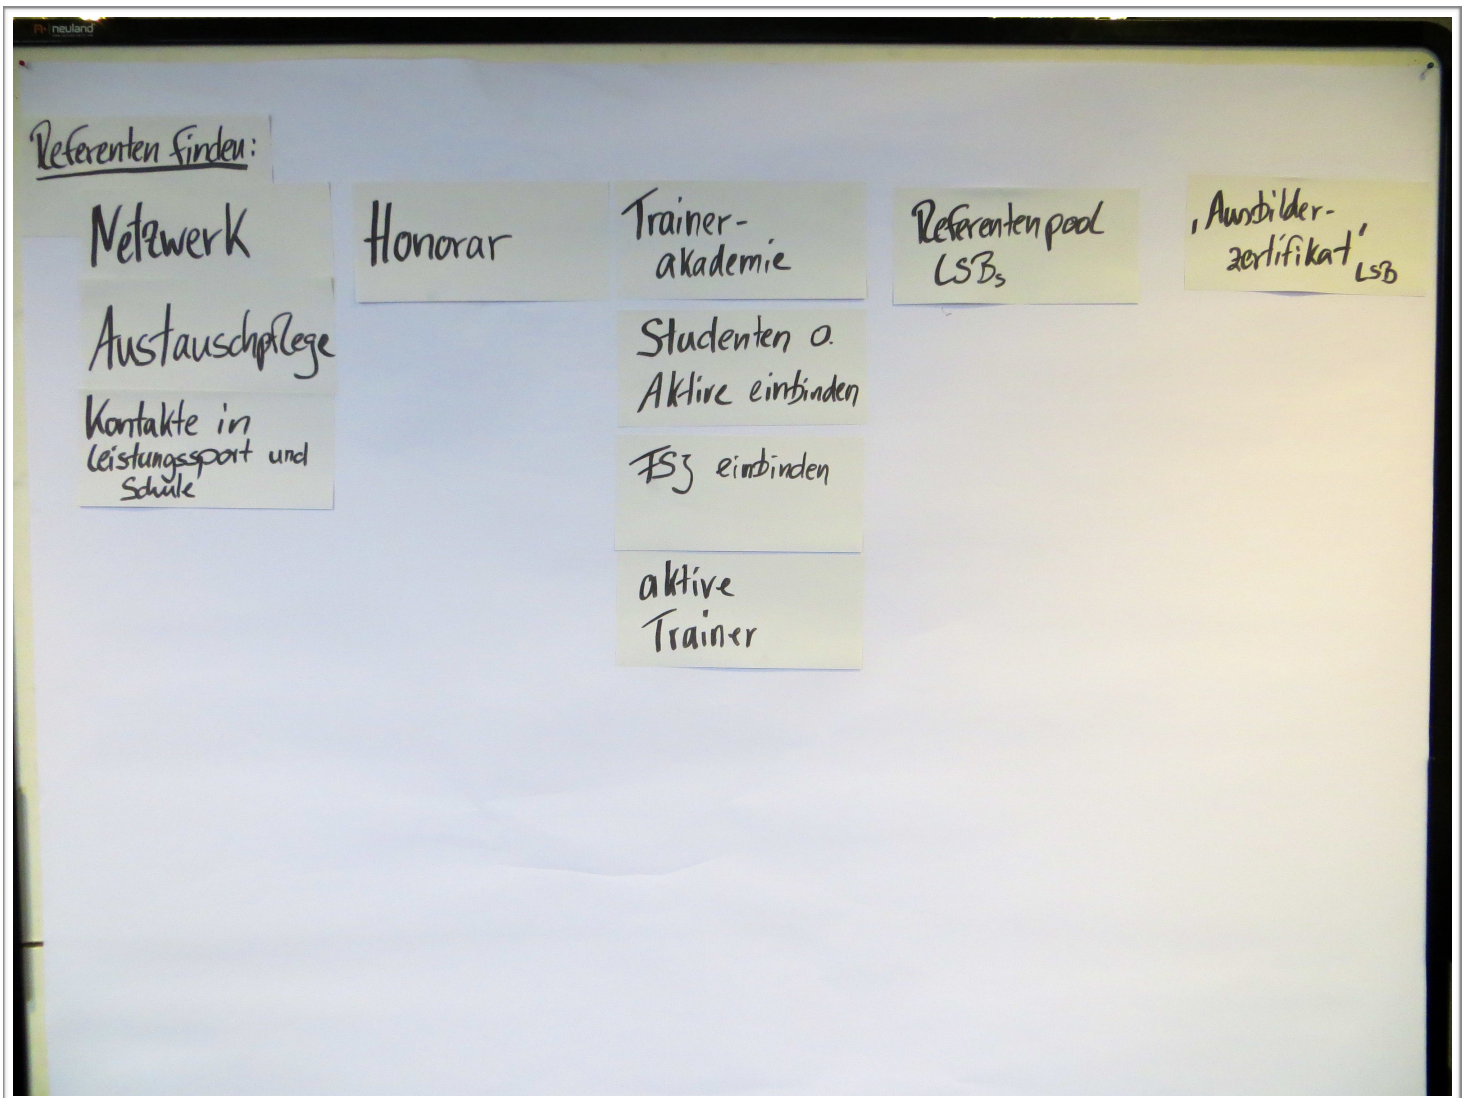 neuland
Referenten finden:
Netzwerk
Austauschpflege
Kontakte in
Leistungssport und
Schule
Honorar
Trainer-
akademie
Studenten o.
Aktive einbinden
FSJ einbinden
aktive
Trainer
Referentenpool
LSBs
'Ausbilder-
zertifikat' LSB